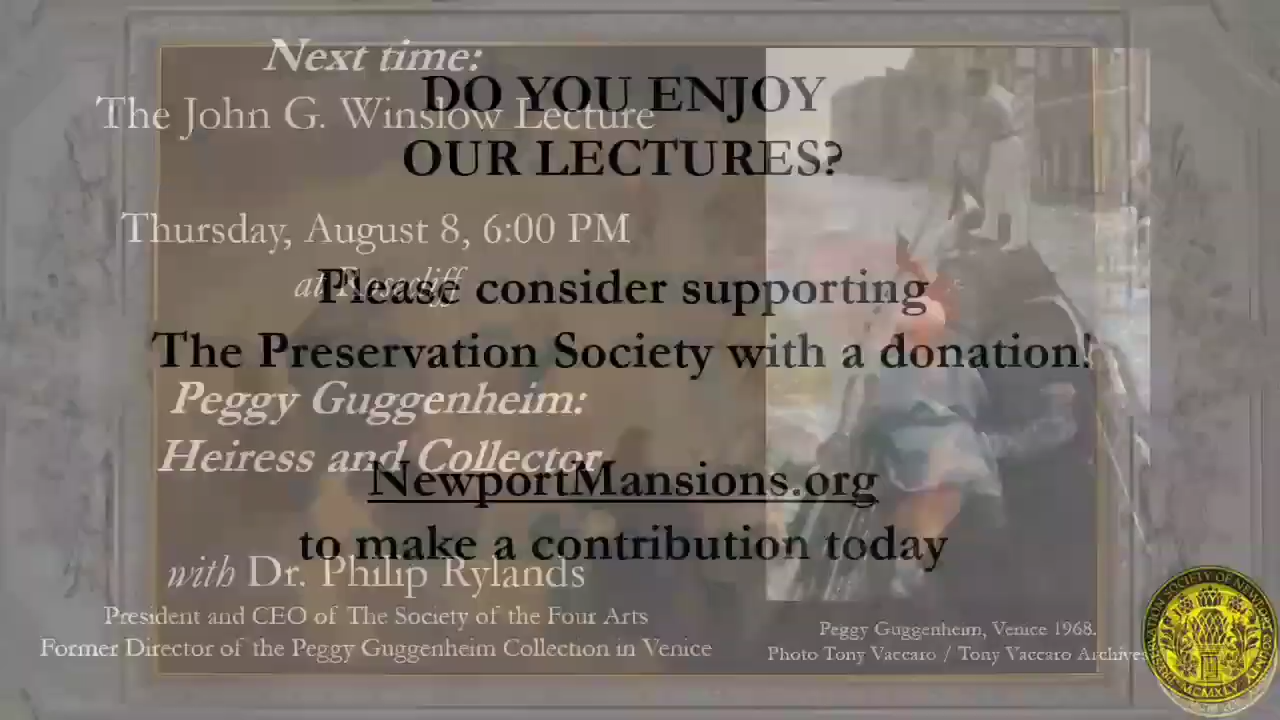 Next time:
The John G. Winslow Lecture
Thursday, August 8, 6:00 PM
at Rosecliff
Peggy Guggenheim:
Heiress and Collector
with Dr. Philip Rylands
President and CEO of The Society of the Four Arts
Former Director of the Peggy Guggenheim Collection in Venice
DO YOU ENJOY
OUR LECTURES?
Please consider supporting
The Preservation Society with a donation!
NewportMansions.org
to make a contribution today
Peggy Guggenheim, Venice 1968.
Photo Tony Vaccaro / Tony Vaccaro Archives
MCMXLV